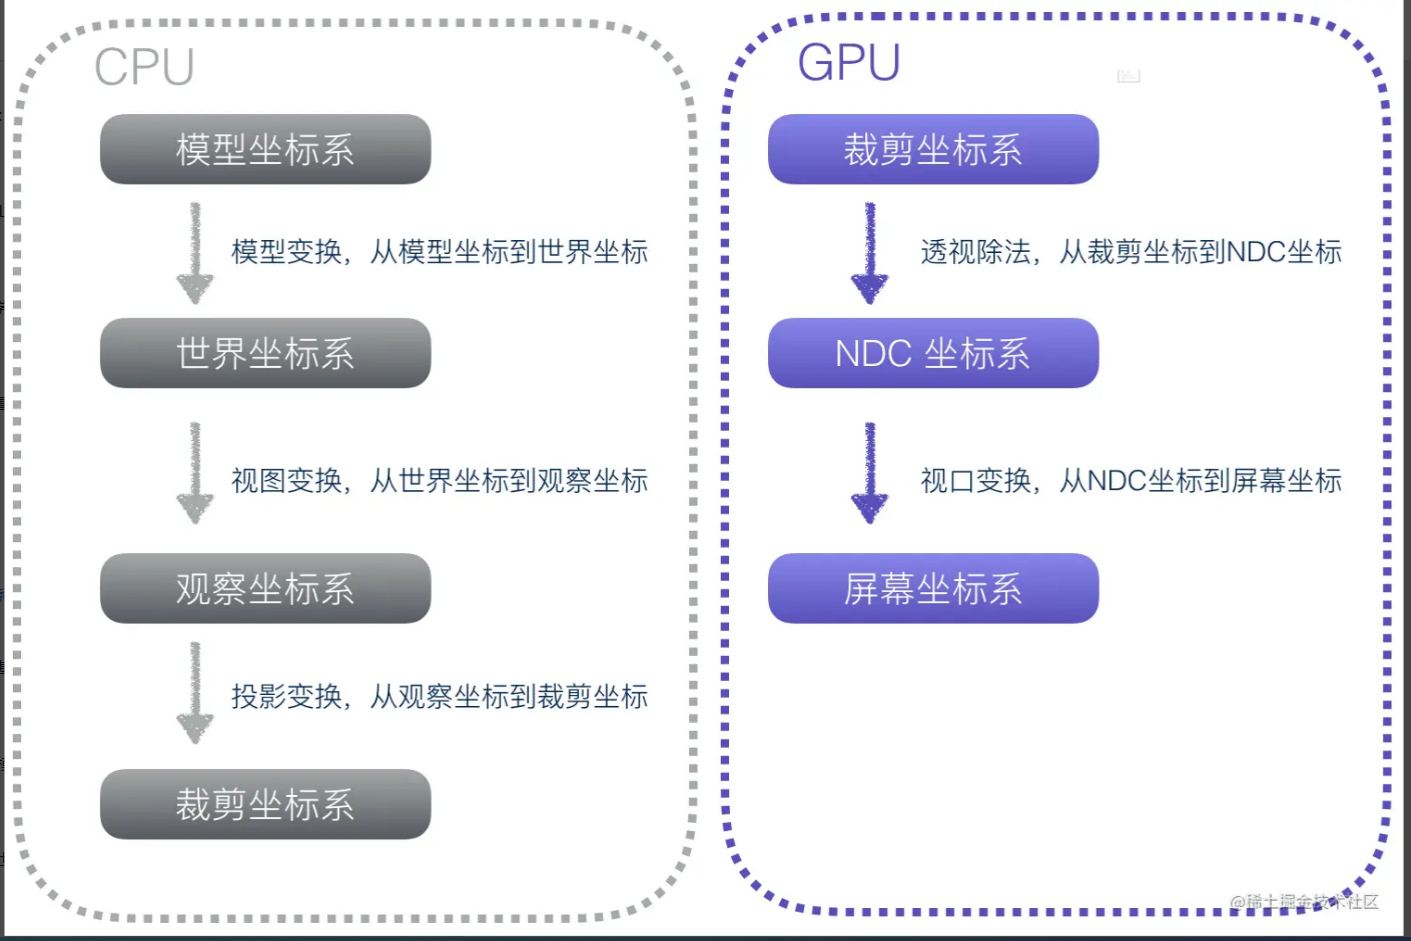 CPU
模型坐标系
模型变换，从模型坐标到世界坐标
世界坐标系
视图变换，从世界坐标到观察坐标
观察坐标系
投影变换，从观察坐标到裁剪坐标
裁剪坐标系
GPU
裁剪坐标系
透视除法，从裁剪坐标到NDC坐标
NDC 坐标系
视口变换，从NDC坐标到屏幕坐标
屏幕坐标系
@稀土掘金技术社区